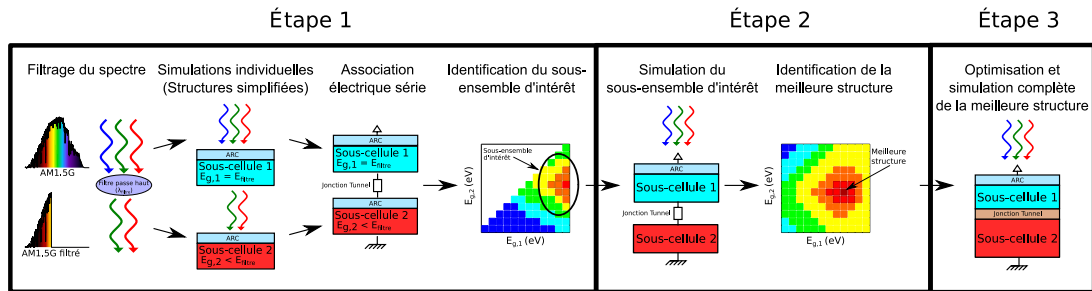 Étape 1
Étape 2
Étape 3
Filtrage du spectre
Simulations individuelles
(Structures simplifiées)
Association
électrique série
Identification du sous-
ensemble d'intérêt
Simulation du
sous-ensemble d'intérêt
Identification de la
meilleure structure
Optimisation et
simulation complète
de la meilleure structure
AM1.5G
Filtre passe haut
(λfiltre)
AM1.5G filtré
ARC
Sous-cellule 1
Eg,1 = Efiltre
ARC
Sous-cellule 2
Eg,2 < Efiltre
ARC
Sous-cellule 1
Eg,1 = Efiltre
Jonction Tunnel
ARC
Sous-cellule 2
Eg,2 < Efiltre
Sous-ensemble
d'intérêt
Eg,2 (eV)
Eg,1 (eV)
ARC
Sous-cellule 1
Jonction Tunnel
Sous-cellule 2
Meilleure
structure
Eg,2 (eV)
Eg,1 (eV)
ARC
Sous-cellule 1
Jonction Tunnel
Sous-cellule 2